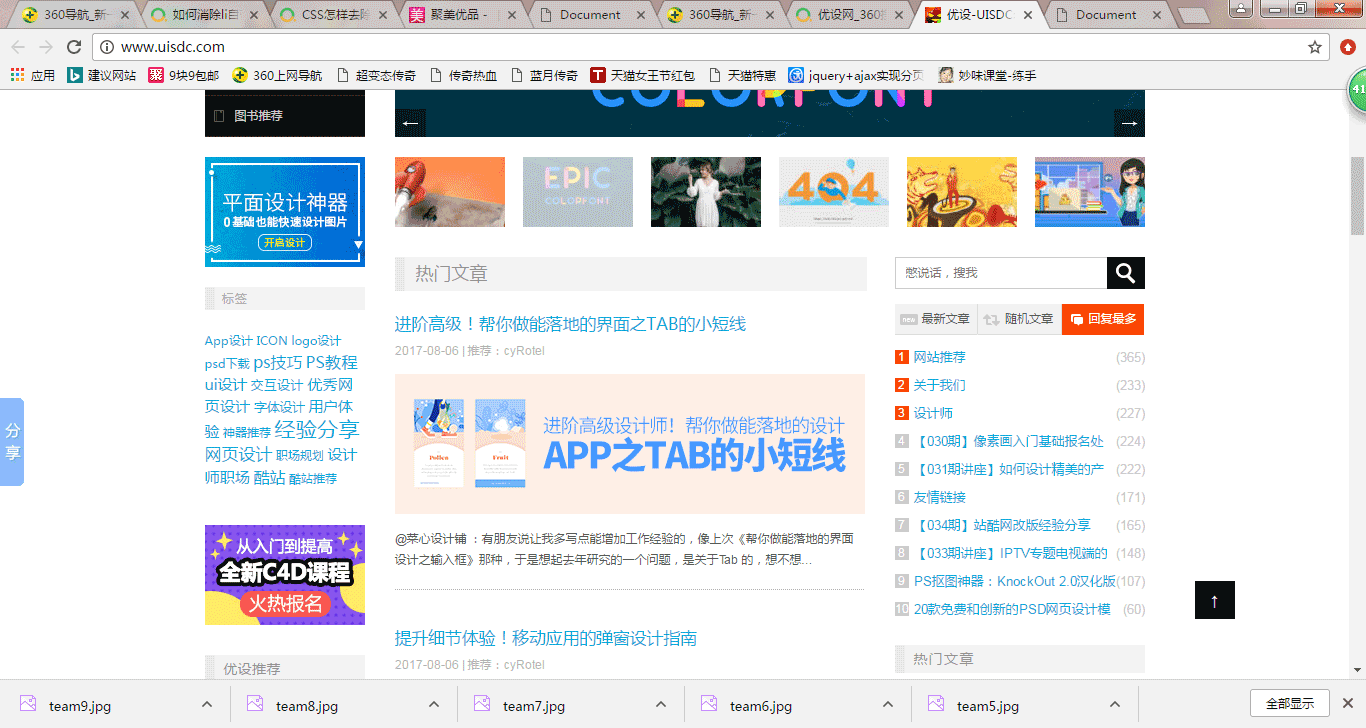 360导航_新一
如何消除li自
CSS怎样去除
聚美优品 -
Document
360导航_新一
优设网_360搜
优设-UISDC
Document
www.uisdc.com
应用
建议网站
9块9包邮
360上网导航
超变态传奇
传奇热血
蓝月传奇
天猫女王节红包
天猫特惠
jquery+ajax实现分页
妙味课堂-练手
41
图书推荐
COLORFONT
←
→
平面设计神器
0基础也能快速设计图片
开启设计
EPIC
COLORFONT
404
标签
App设计 ICON logo设计
psd下载 ps技巧 PS教程
ui设计 交互设计 优秀网
页设计 字体设计 用户体
验 神器推荐 经验分享
网页设计 职场规划 设计
师职场 酷站 酷站推荐
分享
从入门到提高
全新C4D课程
火热报名
优设推荐
热门文章
进阶高级！帮你做能落地的界面之TAB的小短线
2017-08-06 | 推荐：cyRotel
Fruit
进阶高级设计师！帮你做能落地的设计
APP之TAB的小短线
@菜心设计铺 ：有朋友说让我多写点能增加工作经验的，像上次《帮你做能落地的界面
设计之输入框》那种，于是想起去年研究的一个问题，是关于Tab 的，想不想...
提升细节体验！移动应用的弹窗设计指南
2017-08-06 | 推荐：cyRotel
憋说话，搜我
new 最新文章
随机文章
回复最多
1 网站推荐 (365)
2 关于我们 (233)
3 设计师 (227)
4 【030期】像素画入门基础报名处 (224)
5 【031期讲座】如何设计精美的产 (222)
6 友情链接 (171)
7 【034期】站酷网改版经验分享 (165)
8 【033期讲座】IPTV专题电视端的 (148)
9 PS抠图神器：KnockOut 2.0汉化版(107)
10 20款免费和创新的PSD网页设计模 (60)
↑
热门文章
team9.jpg
team8.jpg
team7.jpg
team6.jpg
team5.jpg
全部显示